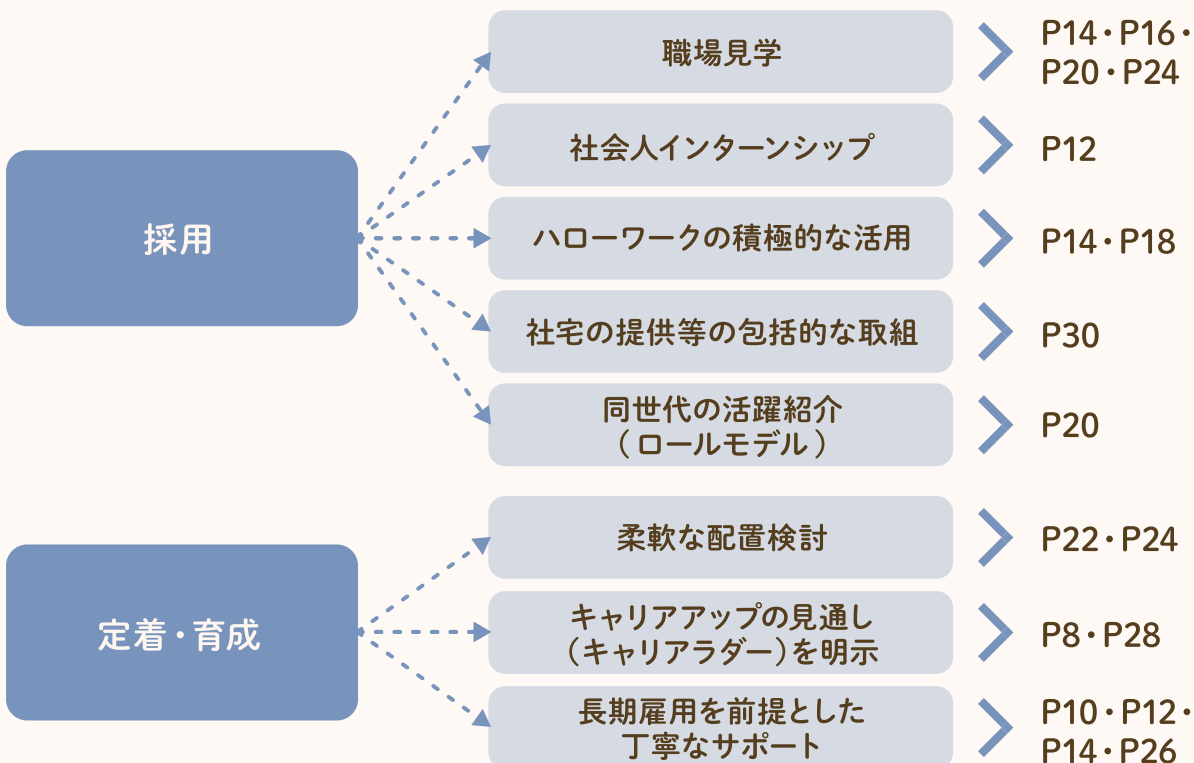 採用
職場見学
P14・P16・
P20・P24
社会人インターンシップ
P12
ハローワークの積極的な活用
P14・P18
社宅の提供等の包括的な取組
P30
同世代の活躍紹介
（ロールモデル）
P20
定着・育成
柔軟な配置検討
P22・P24
キャリアアップの見通し
（キャリアラダー）を明示
P8・P28
長期雇用を前提とした
丁寧なサポート
P10・P12・
P14・P26